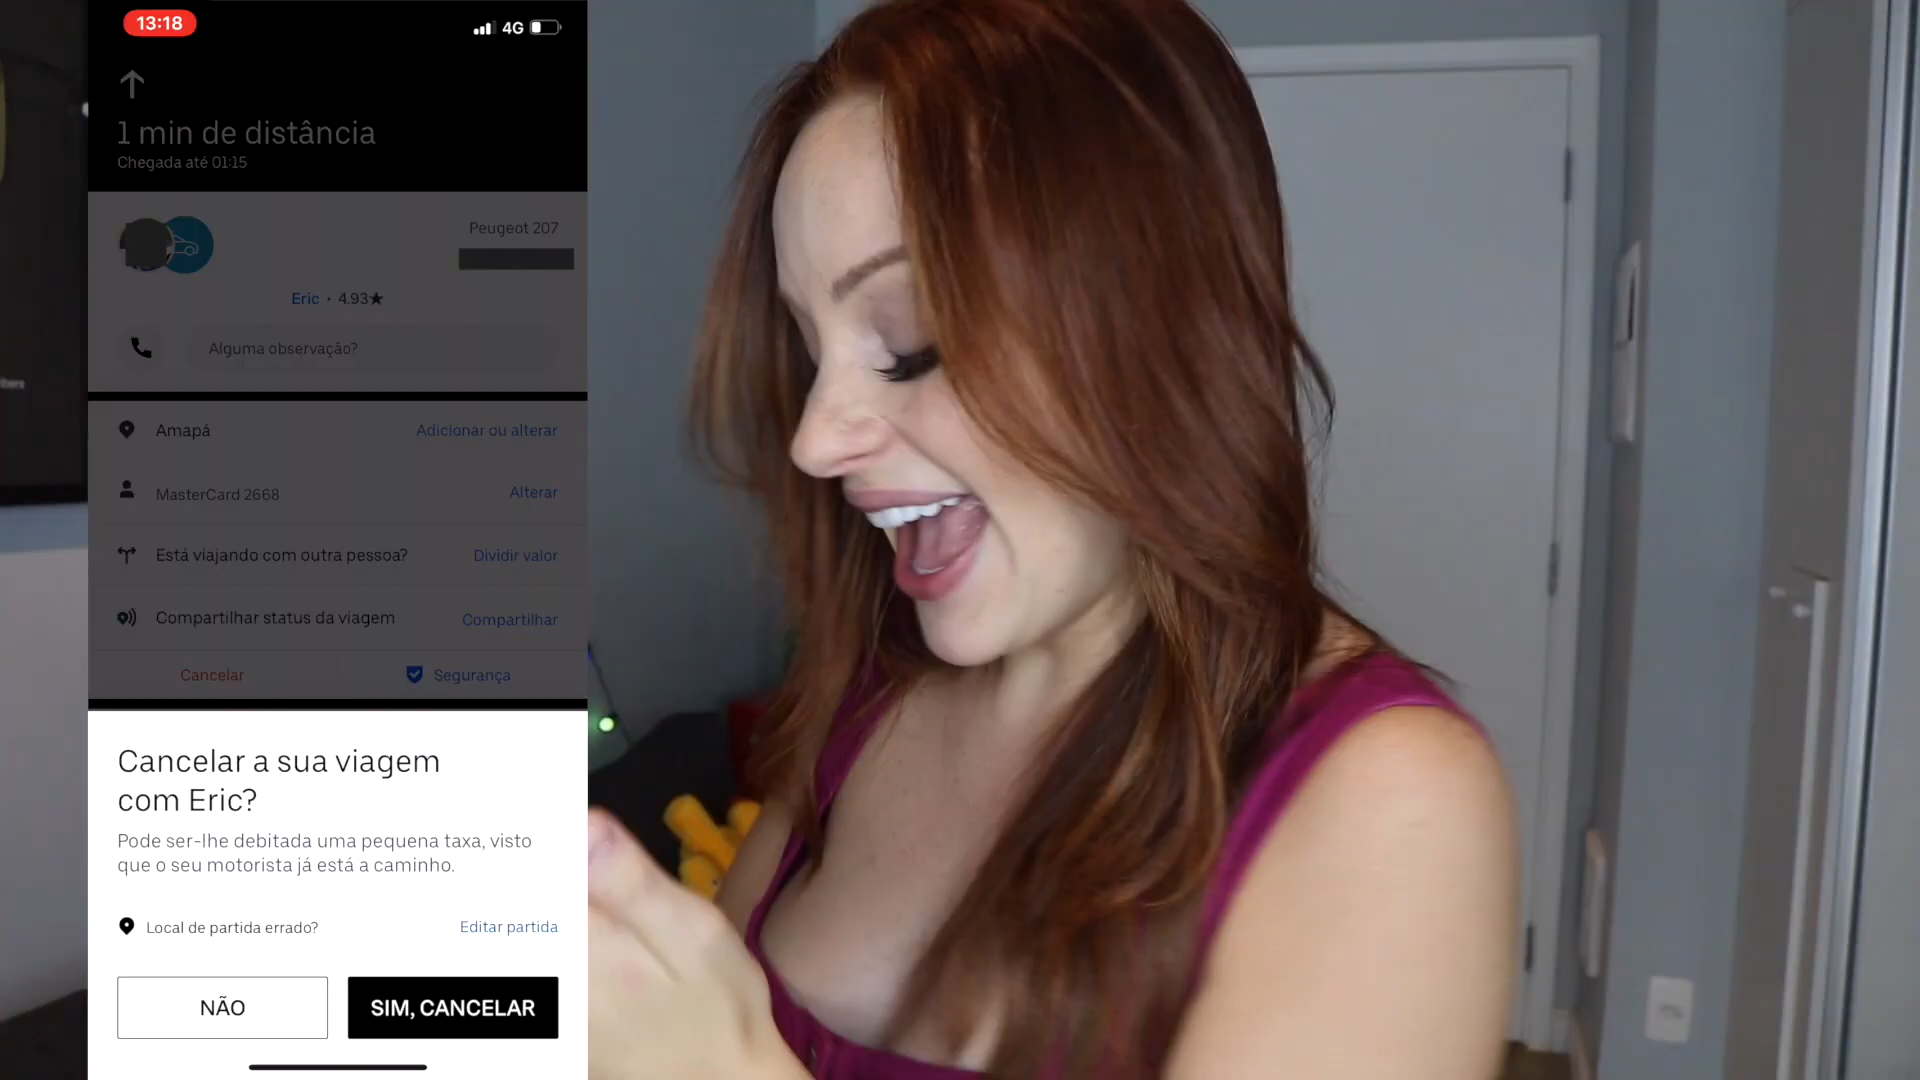 13:18
4G
1 min de distância
Chegada até 01:15
Peugeot 207
Eric · 4.93★
Alguma observação?
Amapá
Adicionar ou alterar
MasterCard 2668
Alterar
Está viajando com outra pessoa?
Dividir valor
Compartilhar status da viagem
Compartilhar
Cancelar
Segurança
Cancelar a sua viagem
com Eric?
Pode ser-lhe debitada uma pequena taxa, visto
que o seu motorista já está a caminho.
Local de partida errado?
Editar partida
NÃO
SIM, CANCELAR